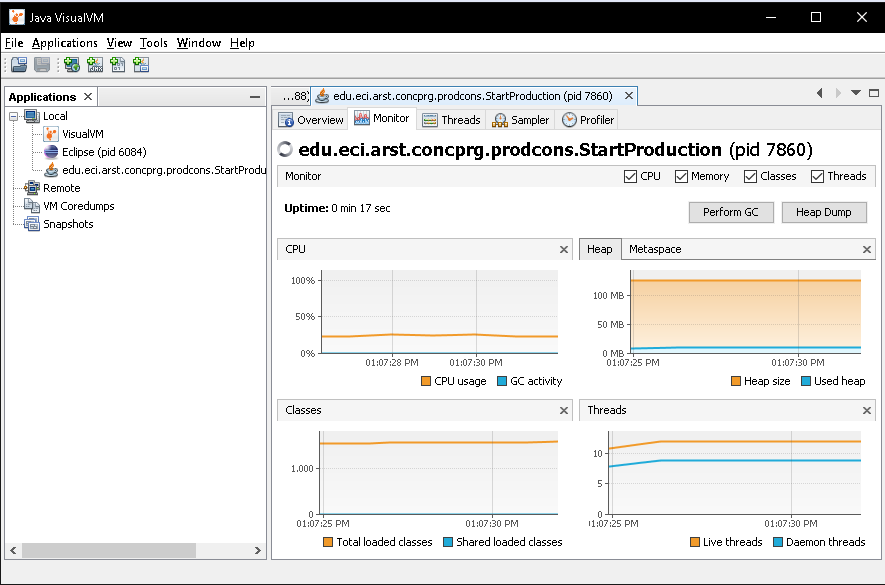 Java VisualVM
File Applications View Tools Window Help
Applications
Local
VisualVM
Eclipse (pid 6084)
edu.eci.arst.concprg.prodcons.StartProdu
Remote
VM Coredumps
Snapshots
...88) edu.eci.arst.concprg.prodcons.StartProduction (pid 7860)
Overview Monitor Threads Sampler Profiler
edu.eci.arst.concprg.prodcons.StartProduction (pid 7860)
Monitor CPU Memory Classes Threads
Uptime: 0 min 17 sec Perform GC Heap Dump
CPU
100%
50%
0%
01:07:28 PM 01:07:30 PM
CPU usage GC activity
Heap Metaspace
100 MB
50 MB
0 MB
01:07:25 PM 01:07:30 PM
Heap size Used heap
Classes
1.000
0
01:07:25 PM 01:07:30 PM
Total loaded classes Shared loaded classes
Threads
10
5
0
1:07:25 PM 01:07:30 PM
Live threads Daemon threads